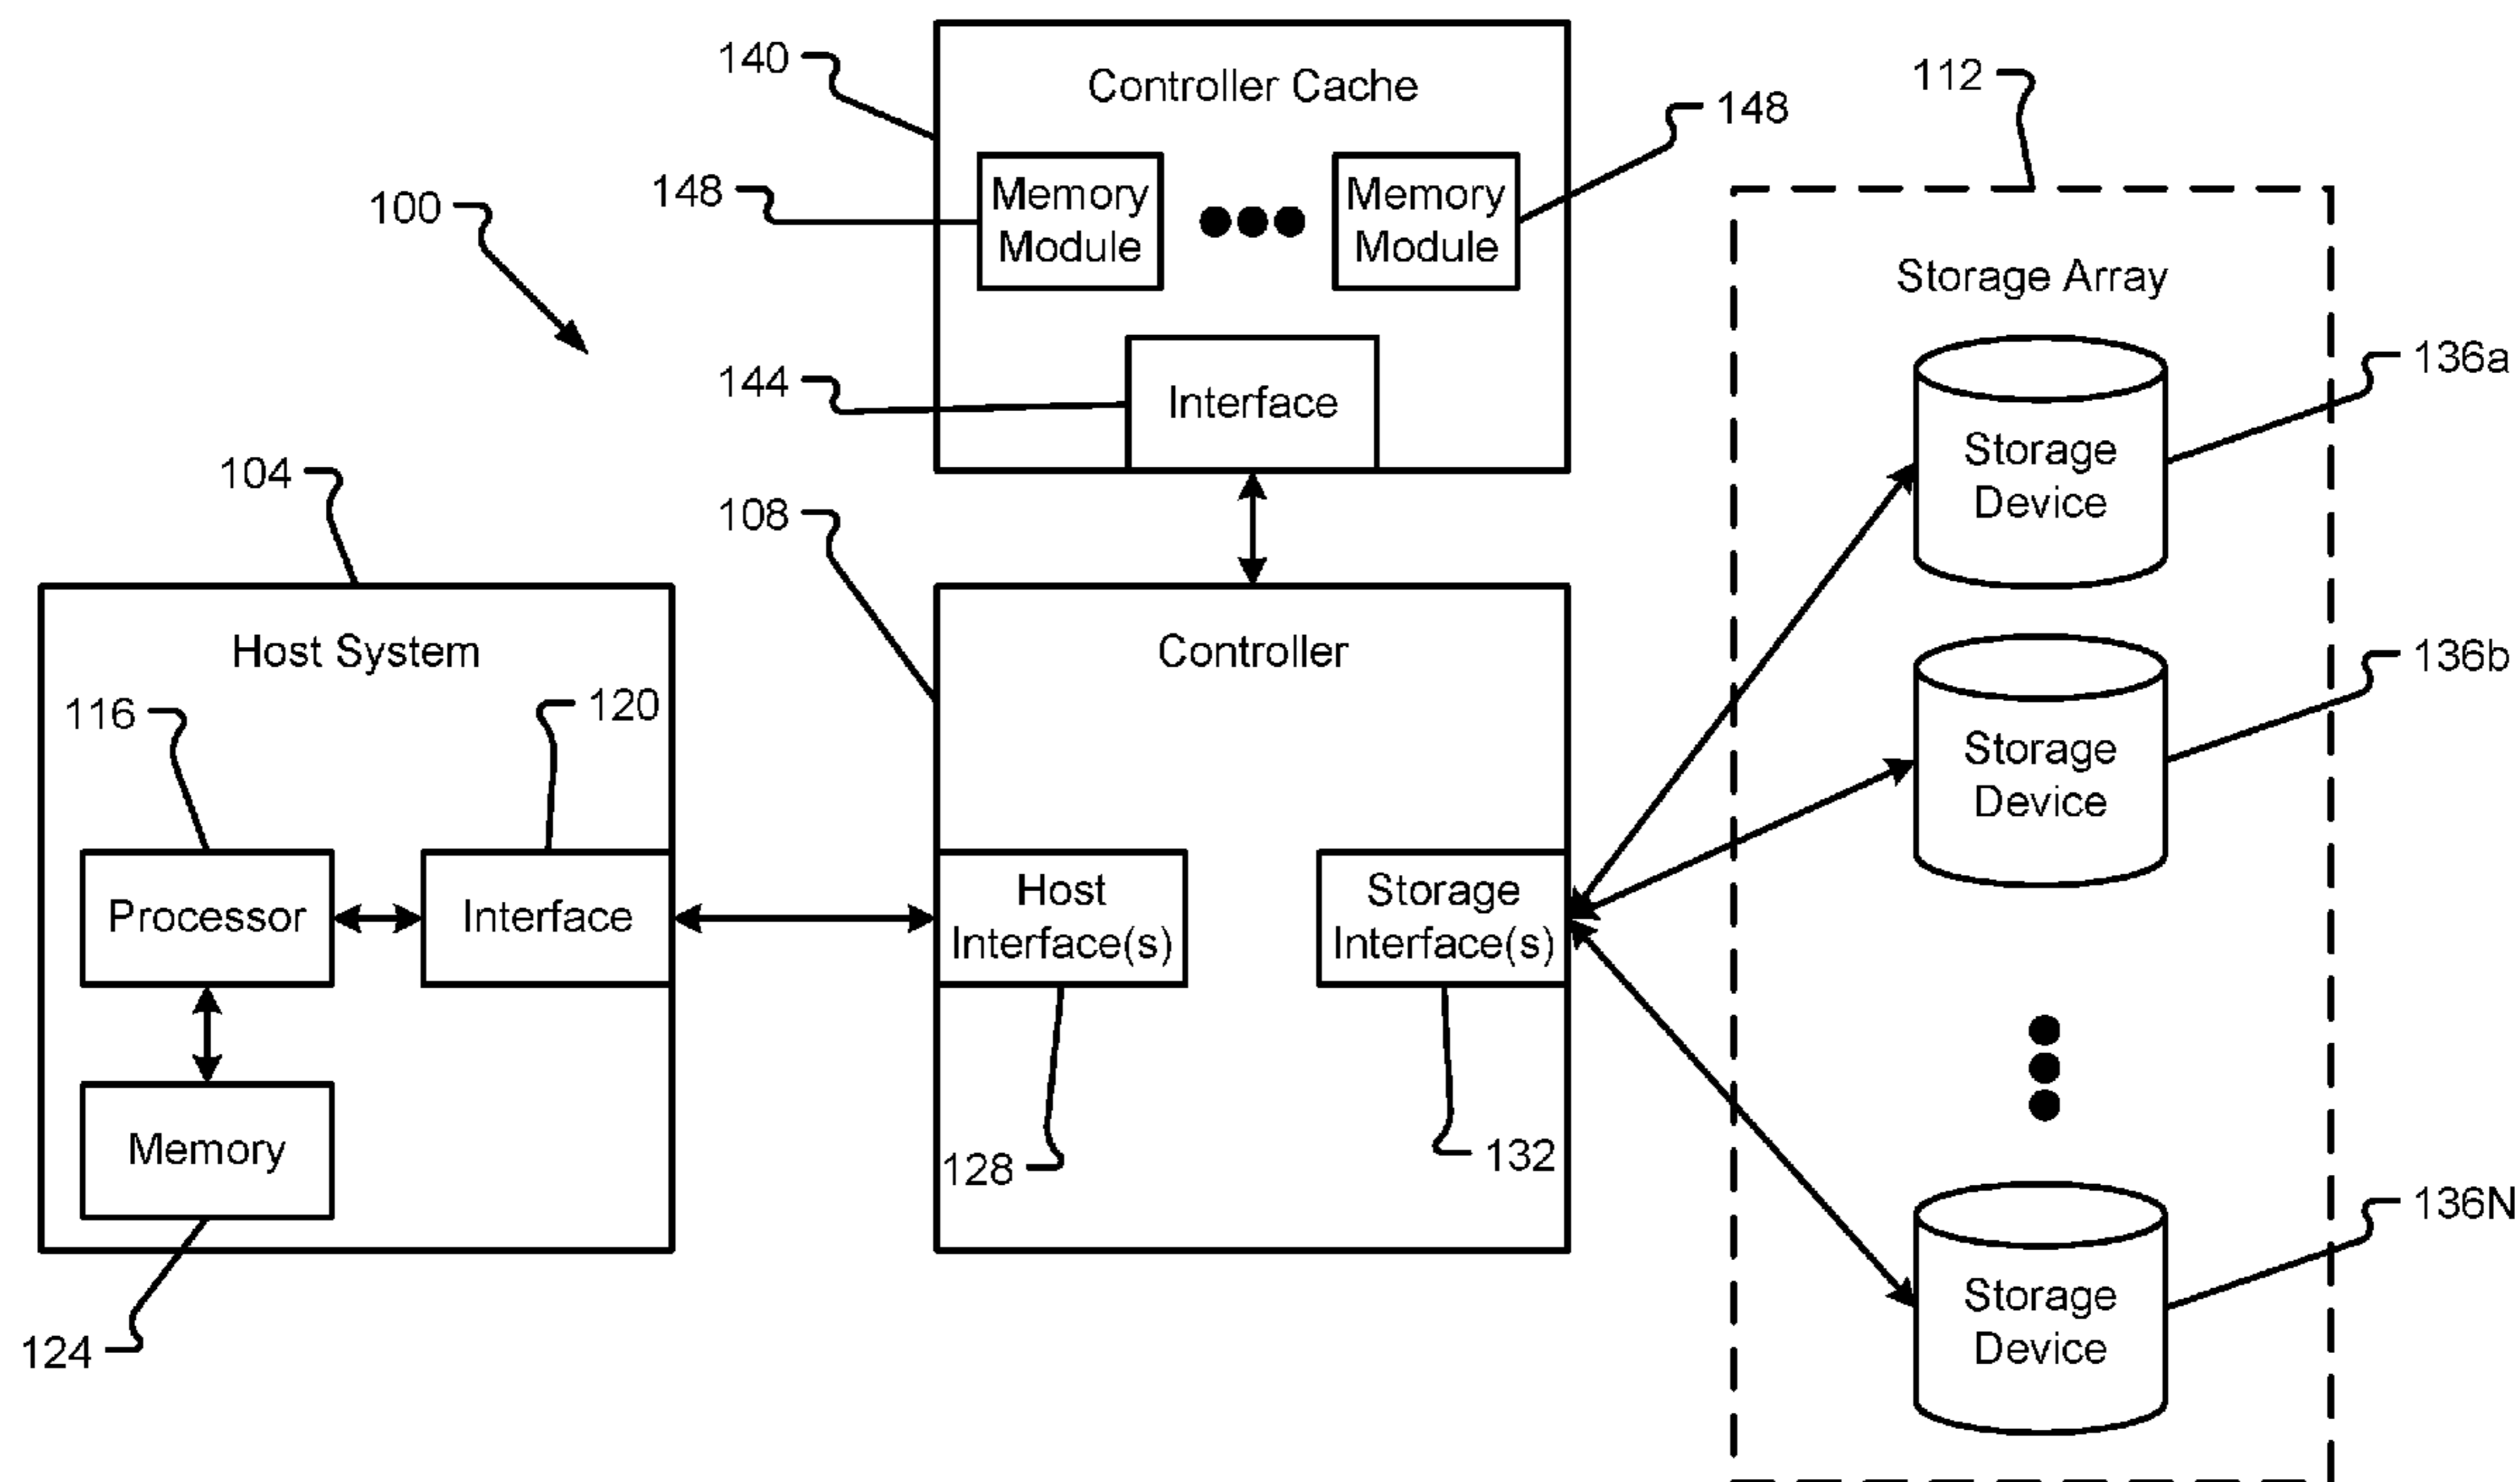 140
Controller Cache
112
148
148
Memory
Module
Memory
Module
100
Storage Array
136a
144
Interface
Storage
Device
104
108
Host System
Controller
136b
116
120
Storage
Device
Processor
Interface
Host
Interface(s)
Storage
Interface(s)
Memory
128
132
136N
124
Storage
Device